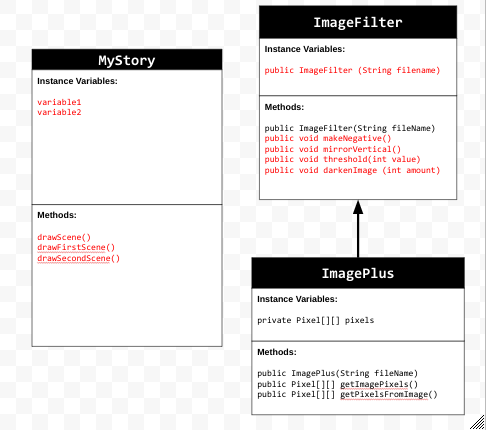 MyStory
Instance Variables:
variable1
variable2
Methods:
drawScene()
drawFirstScene()
drawSecondScene()
ImageFilter
Instance Variables:
public ImageFilter (String filename)
Methods:
public ImageFilter(String fileName)
public void makeNegative()
public void mirrorVertical()
public void threshold(int value)
public void darkenImage (int amount)
ImagePlus
Instance Variables:
private Pixel[][] pixels
Methods:
public ImagePlus(String fileName)
public Pixel[][] getImagePixels()
public Pixel[][] getPixelsFromImage()